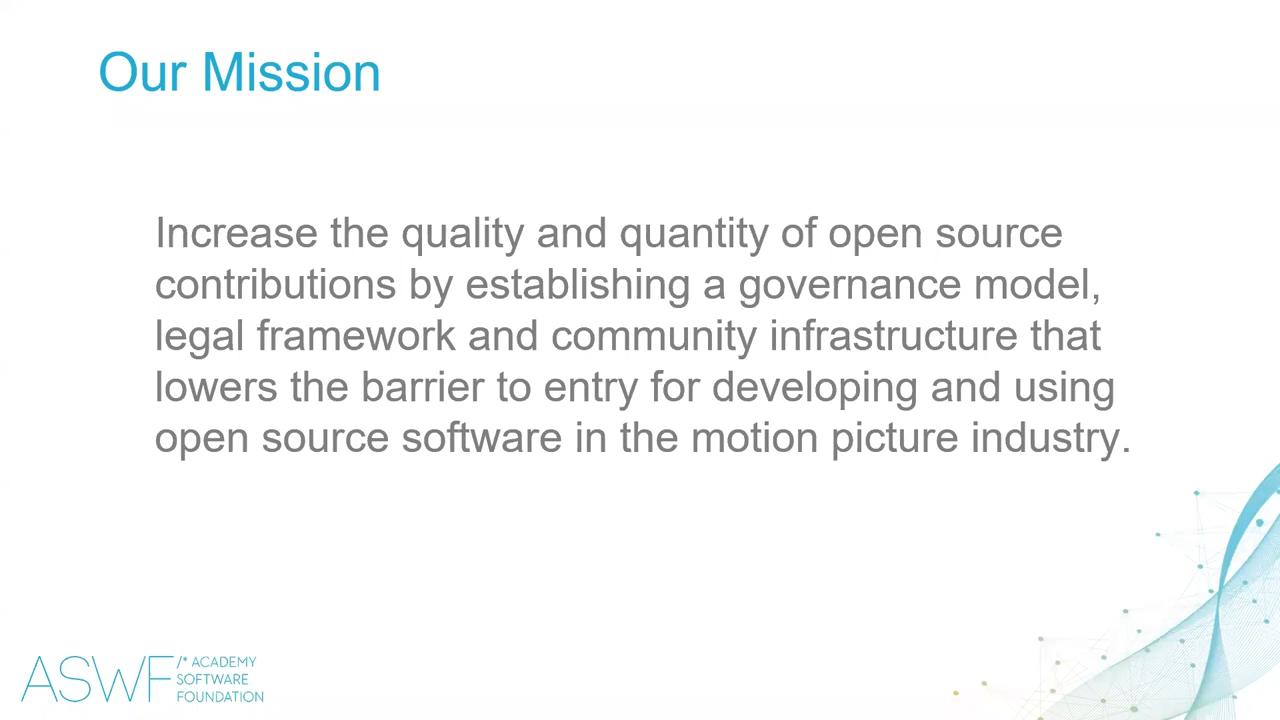 Our Mission
Increase the quality and quantity of open source
contributions by establishing a governance model,
legal framework and community infrastructure that
lowers the barrier to entry for developing and using
open source software in the motion picture industry.
ASWF
/* ACADEMY
SOFTWARE
FOUNDATION